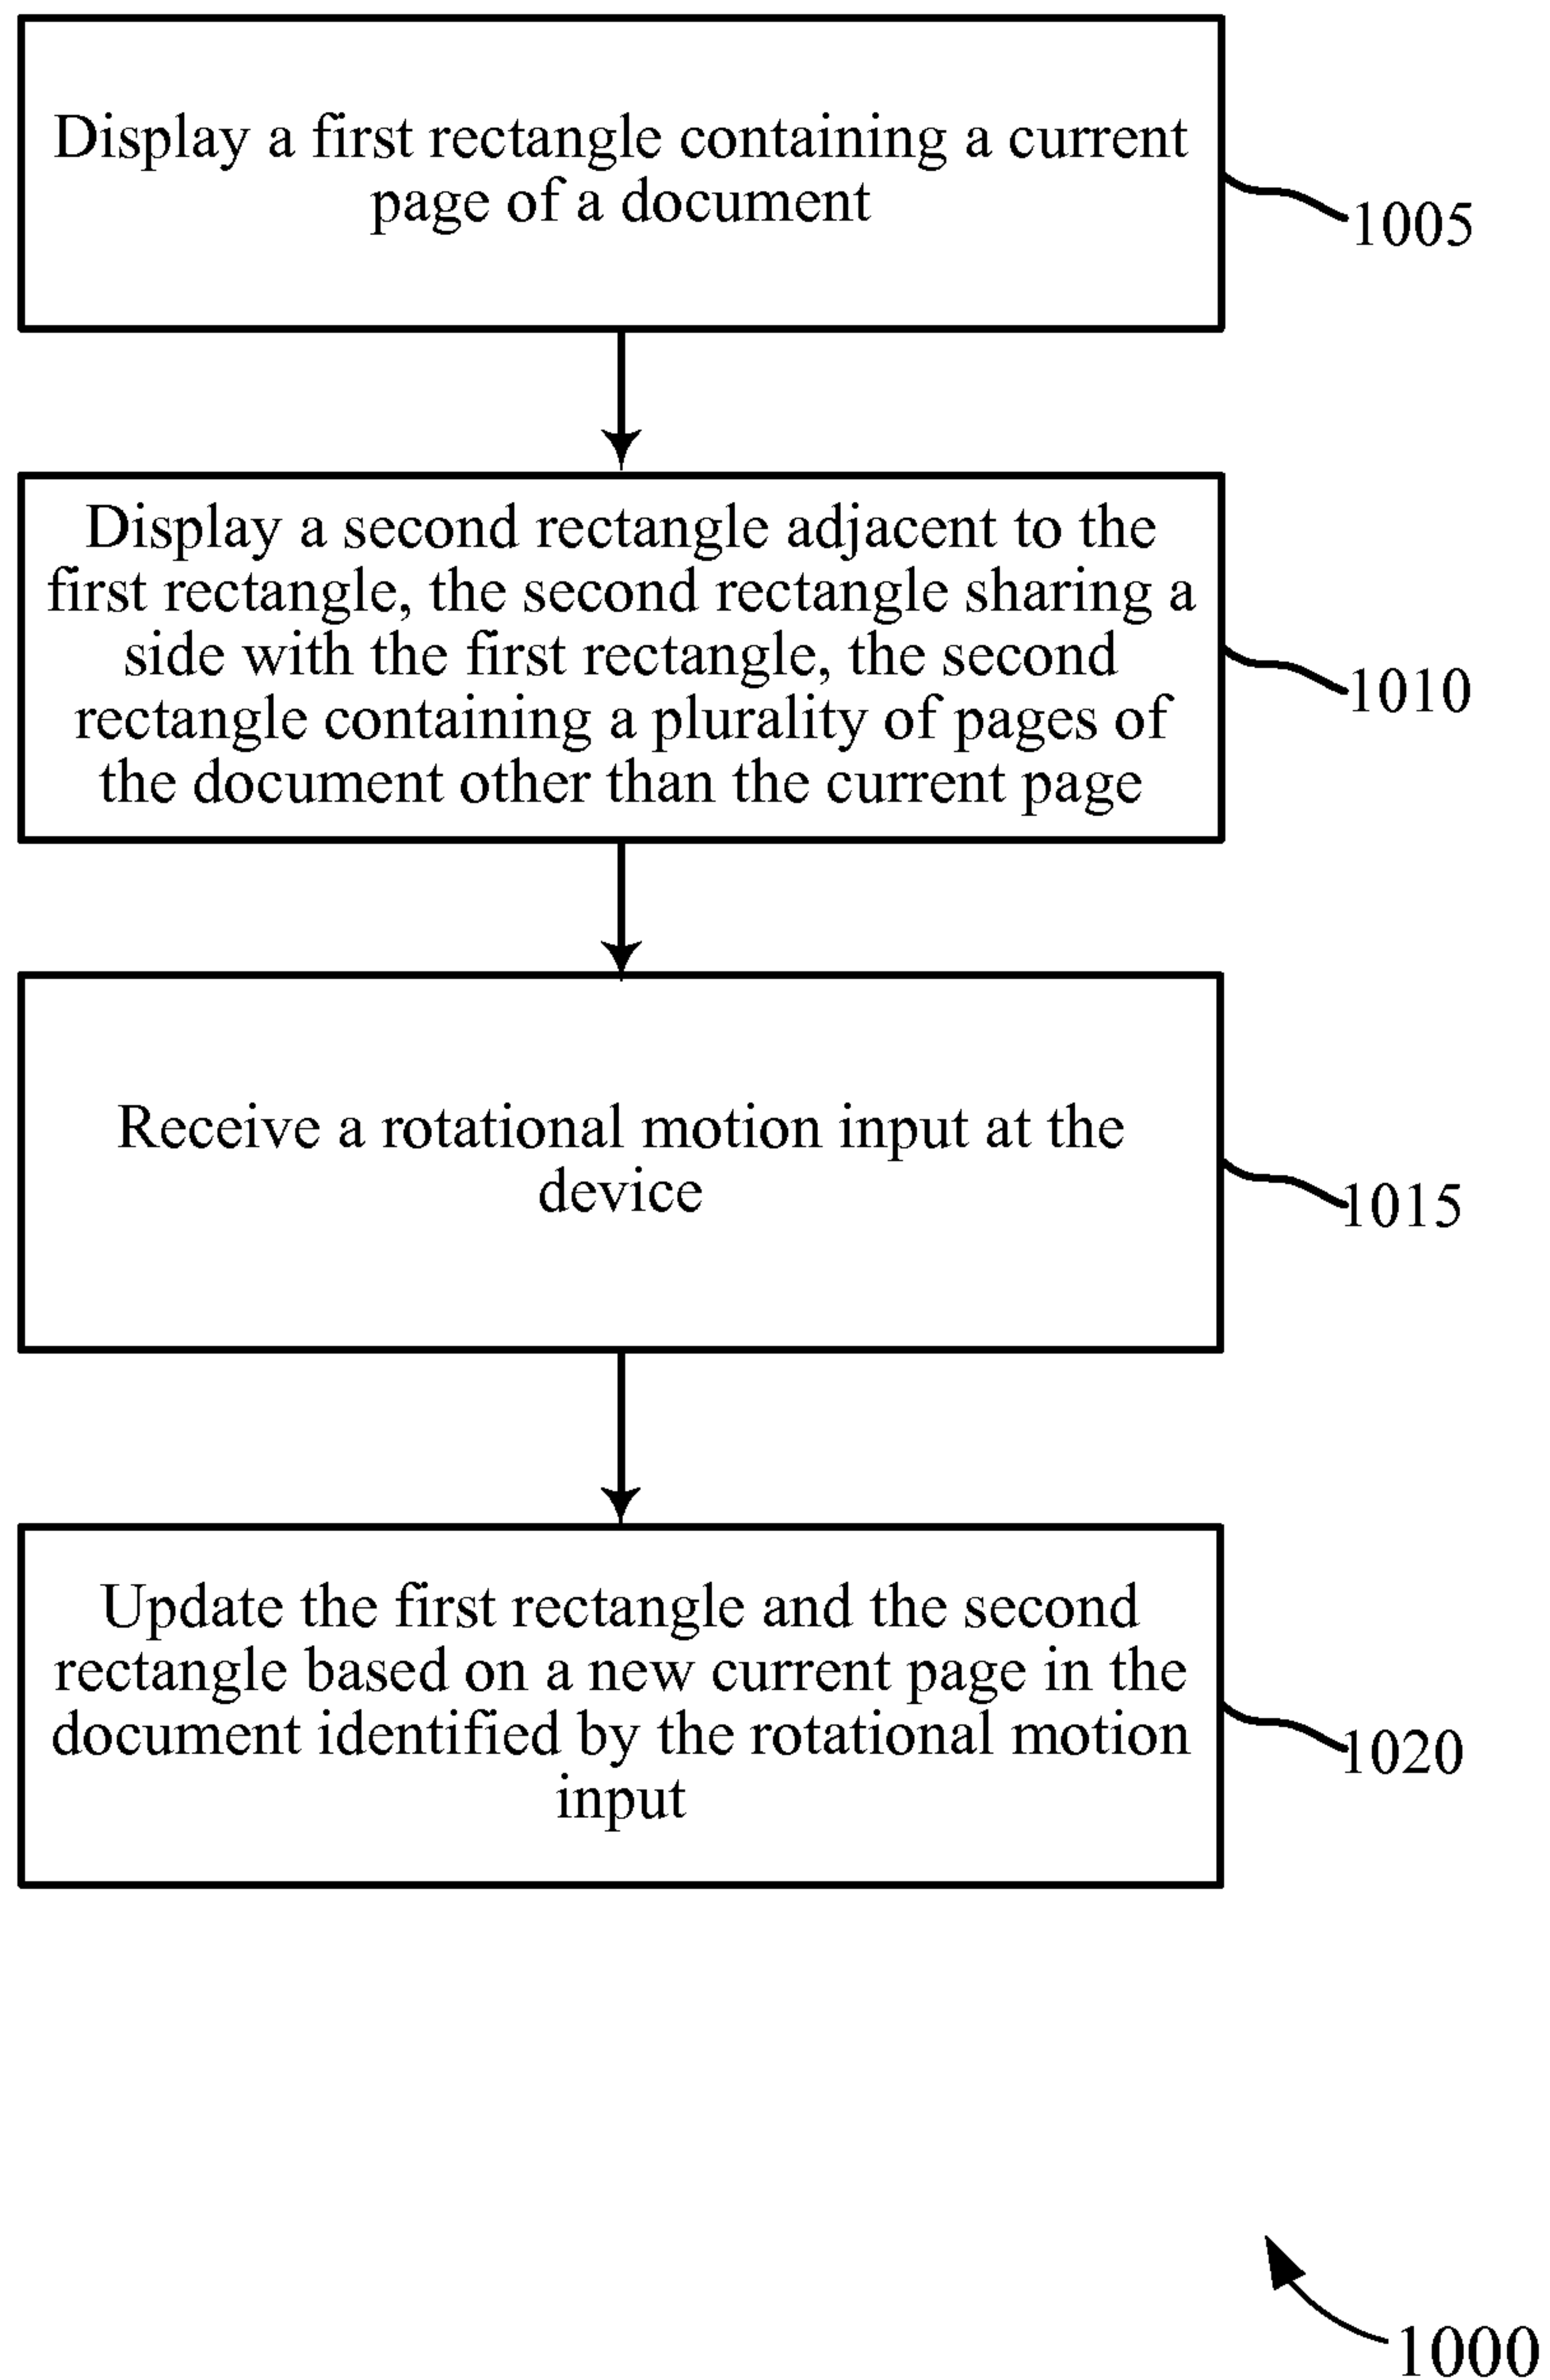 Display a first rectangle containing a current
page of a document
1005
Display a second rectangle adjacent to the
first rectangle, the second rectangle sharing a
side with the first rectangle, the second
rectangle containing a plurality of pages of
the document other than the current page
1010
Receive a rotational motion input at the
device
1015
Update the first rectangle and the second
rectangle based on a new current page in the
document identified by the rotational motion
input
1020
1000